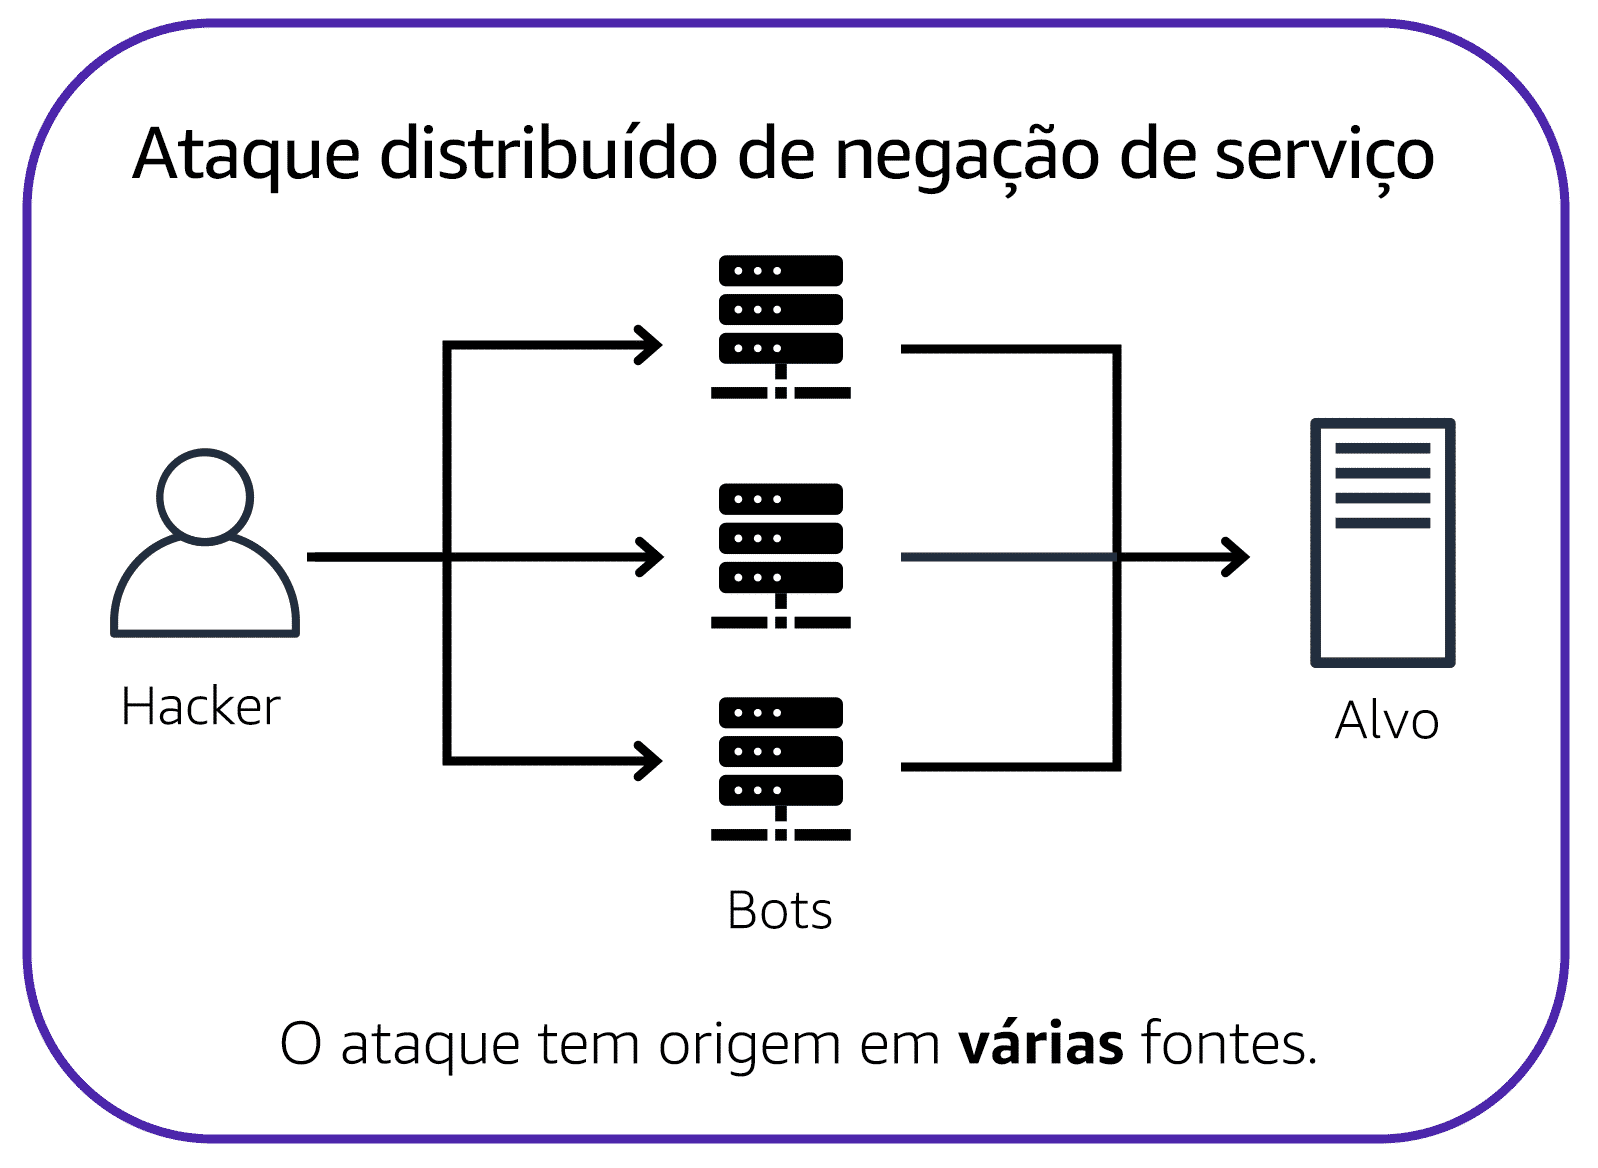 Ataque distribuído de negação de serviço
Hacker
Alvo
Bots
O ataque tem origem em várias fontes.